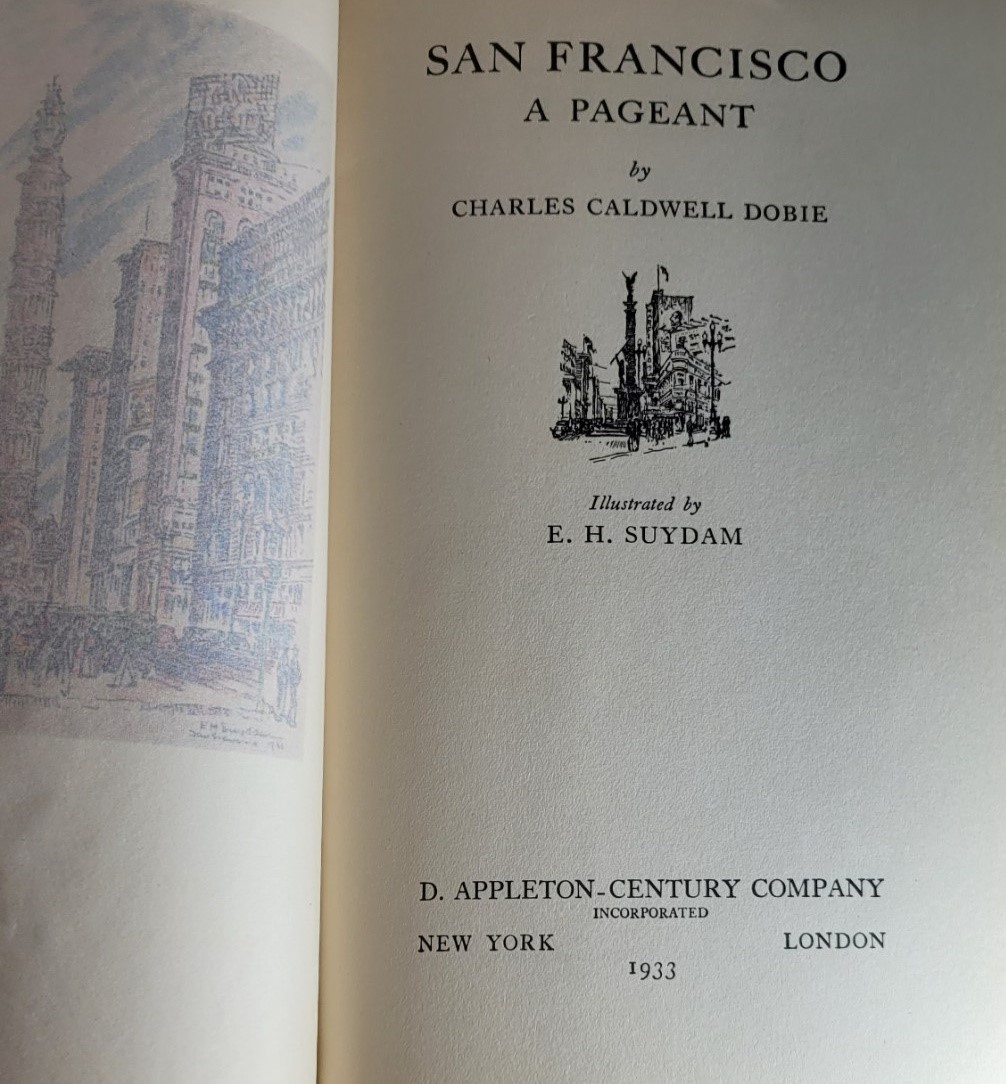 SAN FRANCISCO
A PAGEANT
by
CHARLES CALDWELL DOBIE
Illustrated by
E. H. SUYDAM
D. APPLETON-CENTURY COMPANY
INCORPORATED
NEW YORK LONDON
1933